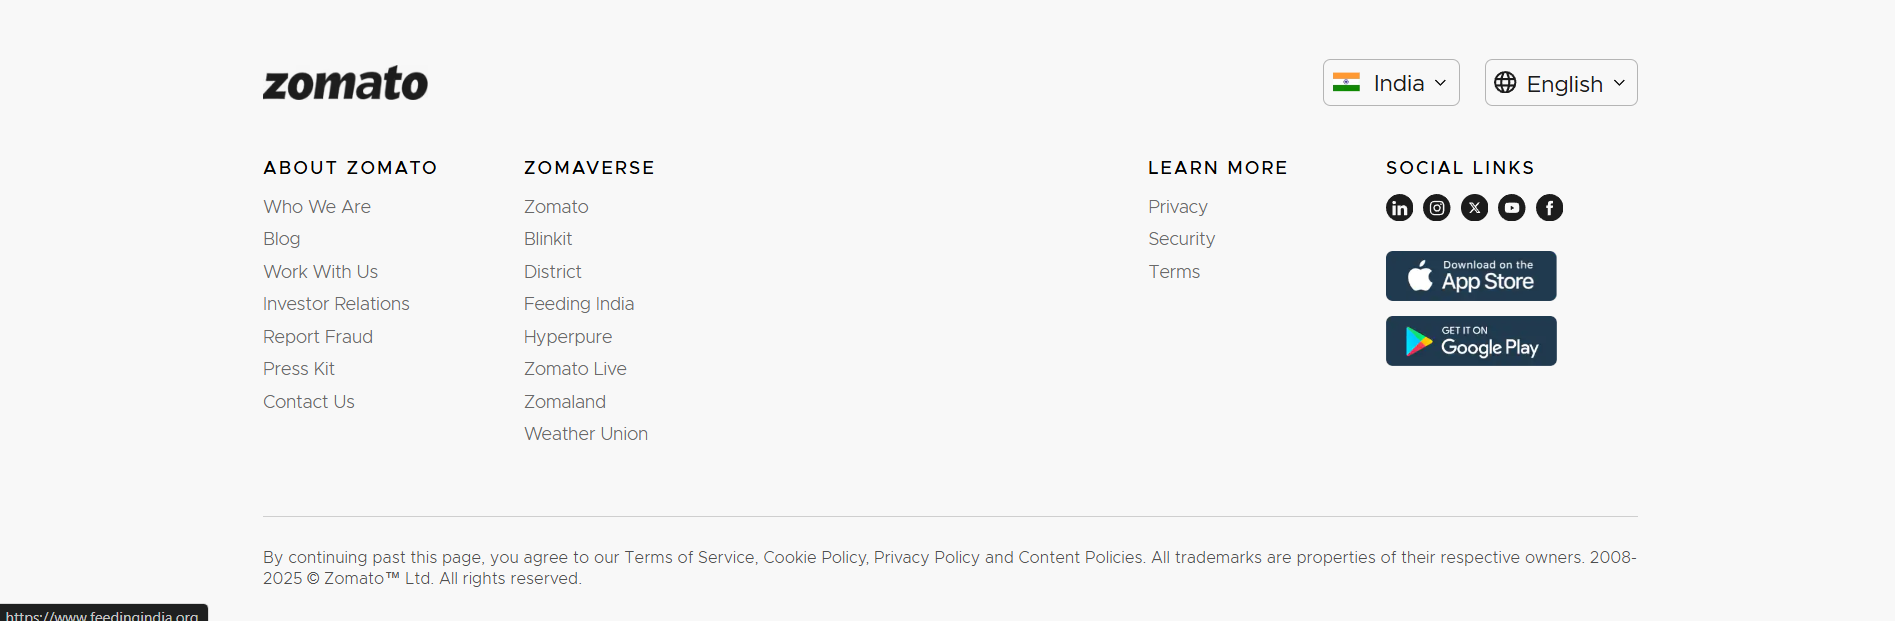 zomato
India
English
ABOUT ZOMATO
Who We Are
Blog
Work With Us
Investor Relations
Report Fraud
Press Kit
Contact Us
ZOMAVERSE
Zomato
Blinkit
District
Feeding India
Hyperpure
Zomato Live
Zomaland
Weather Union
LEARN MORE
Privacy
Security
Terms
SOCIAL LINKS
in
X
f
Download on the
App Store
GET IT ON
Google Play
By continuing past this page, you agree to our Terms of Service, Cookie Policy, Privacy Policy and Content Policies. All trademarks are properties of their respective owners. 2008-
2025 © Zomato™ Ltd. All rights reserved.
https://www.feedingindia.org